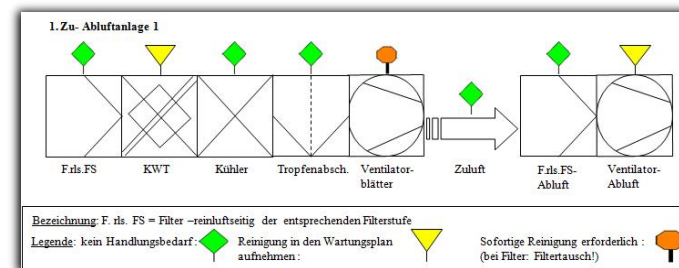 1. Zu- Abluftanlage 1
F.rls.FS KWT Kühler Tropfenabsch. Ventilator- Zuluft F.rls.FS- Ventilator-
blätter Abluft Abluft
Bezeichnung: F. rls. FS = Filter –reinluftseitig der entsprechenden Filterstufe
Legende: kein Handlungsbedarf: Reinigung in den Wartungsplan Sofortige Reinigung erforderlich :
aufnehmen : (bei Filter: Filtertausch!)